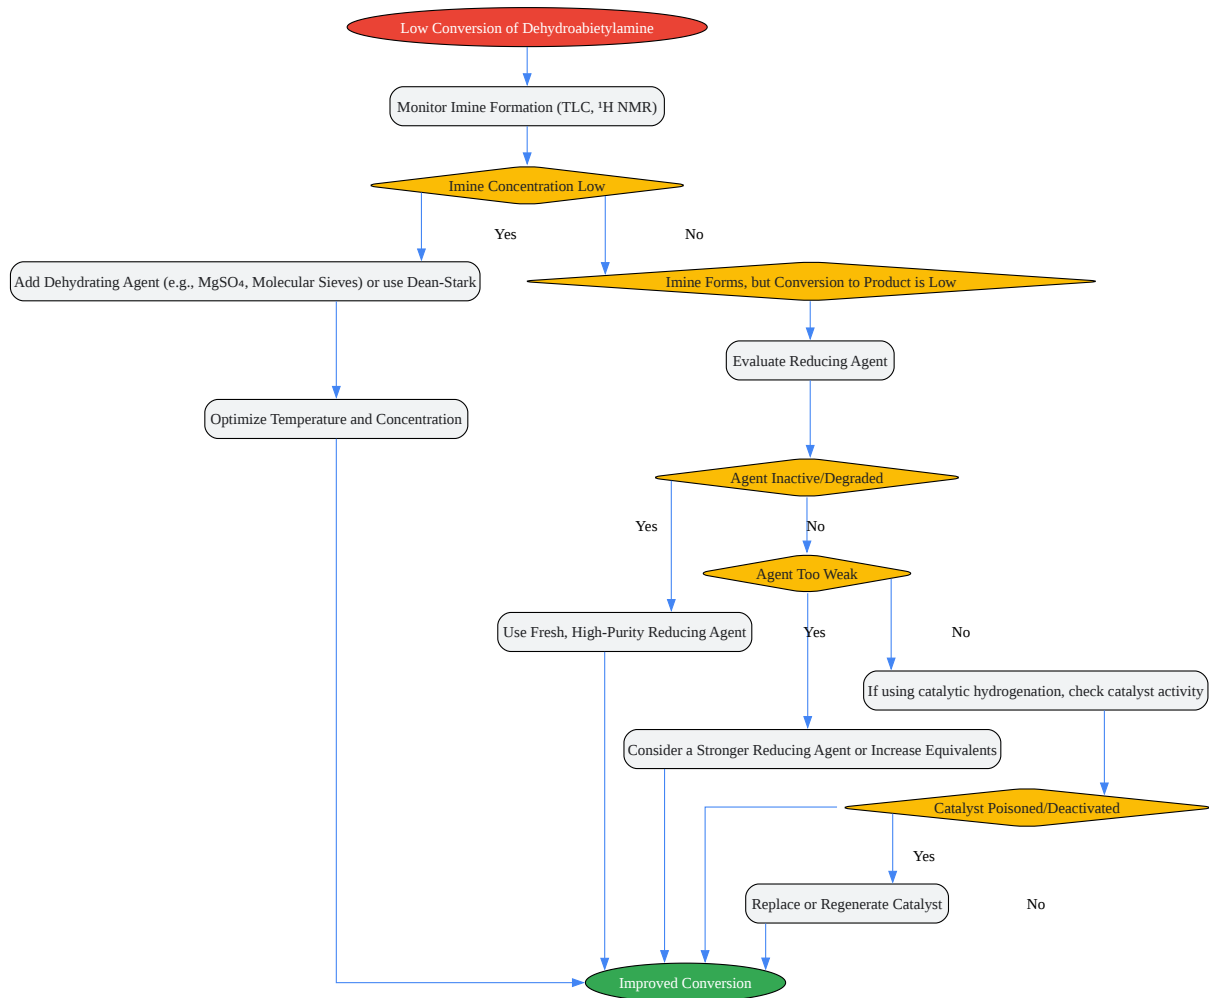 Low Conversion of Dehydroabietylamine
Monitor Imine Formation (TLC, ¹H NMR)
Imine Concentration Low
Yes
No
Add Dehydrating Agent (e.g., MgSO₄, Molecular Sieves) or use Dean-Stark
Imine Forms, but Conversion to Product is Low
Evaluate Reducing Agent
Optimize Temperature and Concentration
Agent Inactive/Degraded
Yes
No
Agent Too Weak
Use Fresh, High-Purity Reducing Agent
Yes
No
If using catalytic hydrogenation, check catalyst activity
Consider a Stronger Reducing Agent or Increase Equivalents
Catalyst Poisoned/Deactivated
Yes
Replace or Regenerate Catalyst
No
Improved Conversion